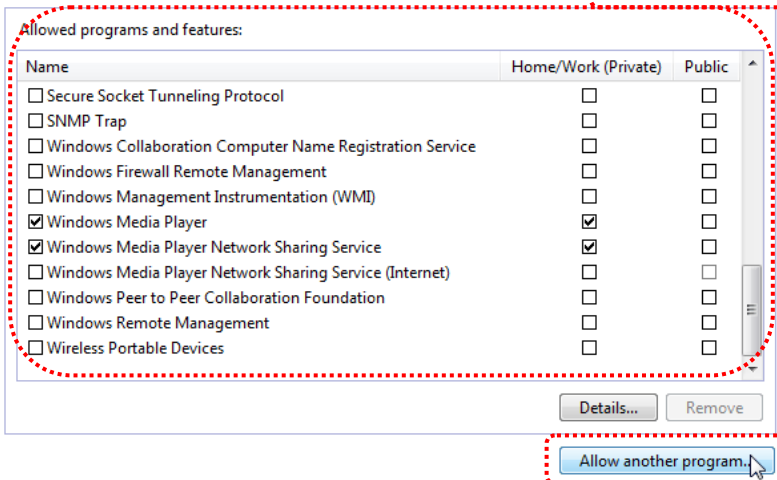 Allowed programs and features:
Name Home/Work (Private) Public
Secure Socket Tunneling Protocol
SNMP Trap
Windows Collaboration Computer Name Registration Service
Windows Firewall Remote Management
Windows Management Instrumentation (WMI)
Windows Media Player
Windows Media Player Network Sharing Service
Windows Media Player Network Sharing Service (Internet)
Windows Peer to Peer Collaboration Foundation
Windows Remote Management
Wireless Portable Devices
Details... Remove
Allow another program...